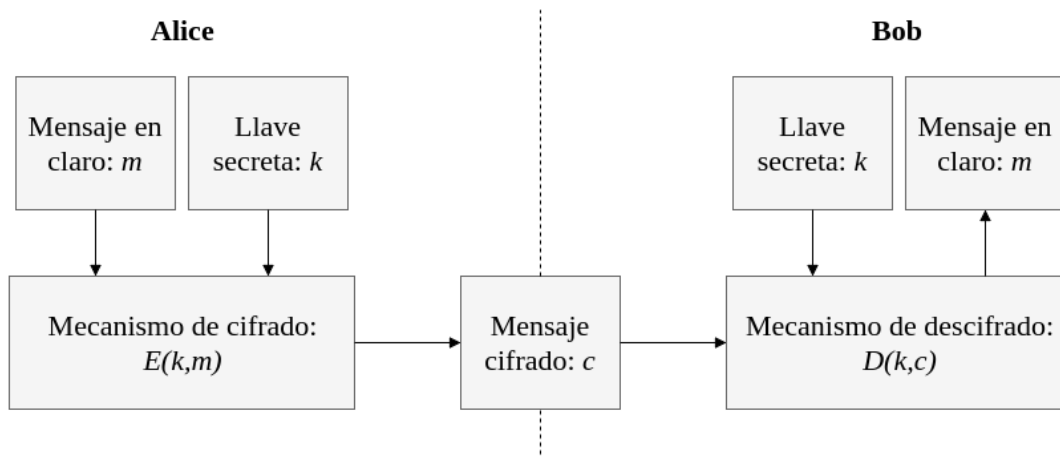 Alice
Bob
Mensaje en
claro: m
Llave
secreta: k
Llave
secreta: k
Mensaje en
claro: m
Mecanismo de cifrado:
E(k,m)
Mensaje
cifrado: c
Mecanismo de descifrado:
D(k,c)